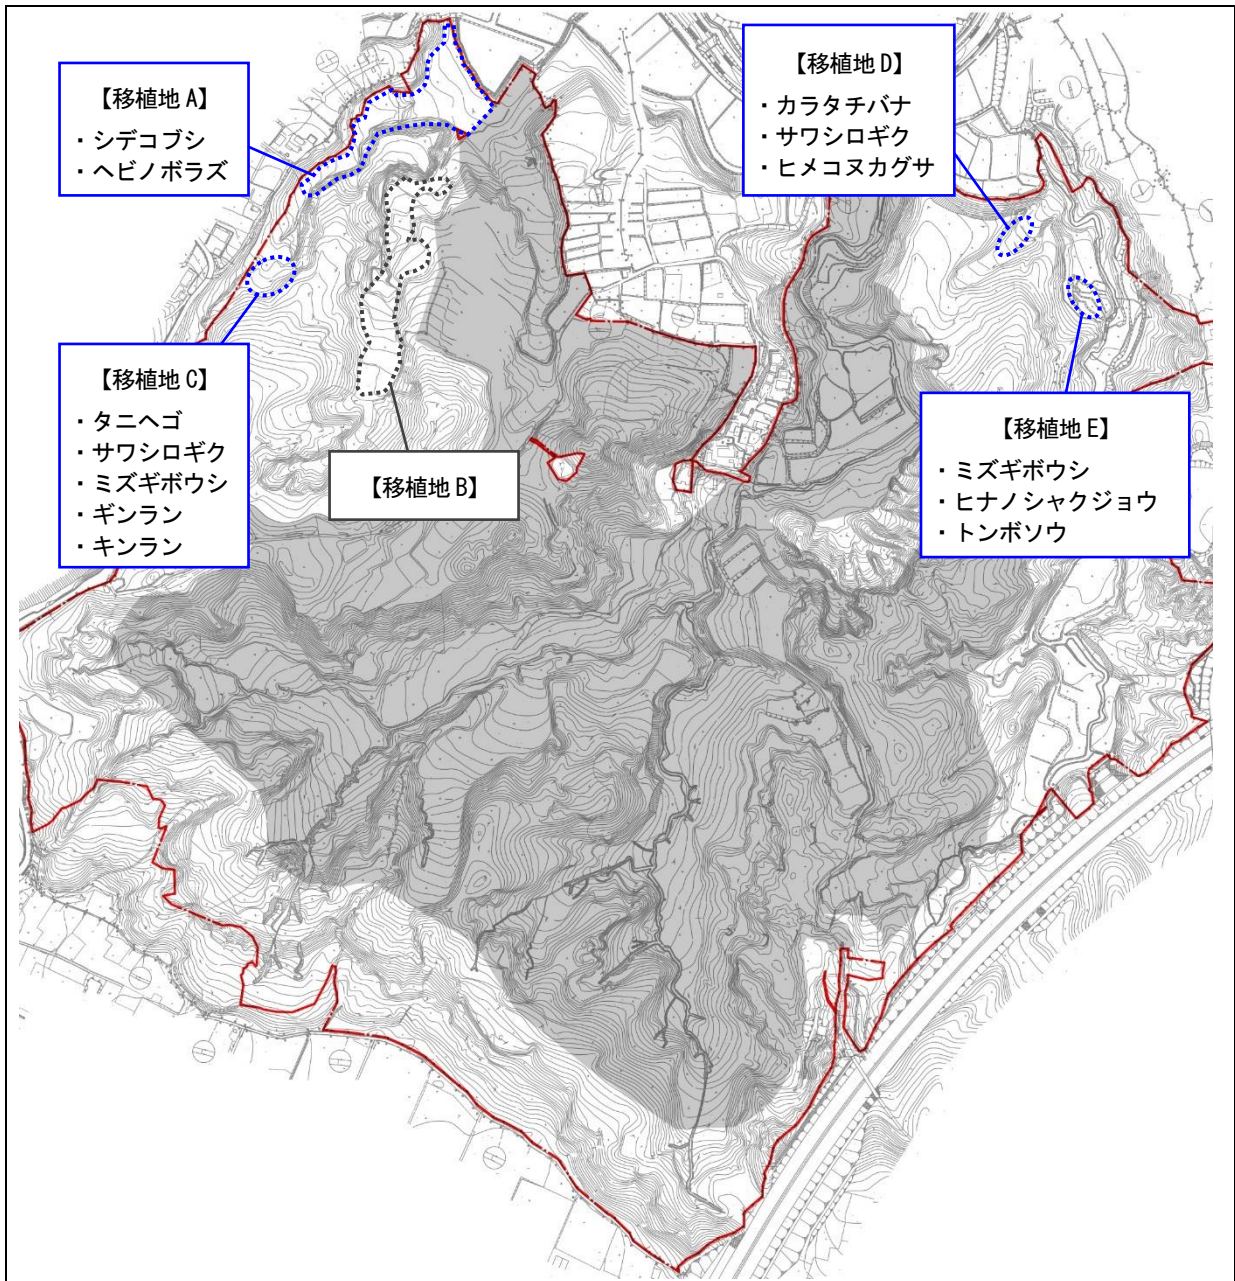 【移植地 A】
・シデコブシ
・ヘビノボラズ
【移植地 D】
・カラタチバナ
・サワシロギク
・ヒメコヌカグサ
【移植地 C】
・タニヘゴ
・サワシロギク
・ミズギボウシ
・ギンラン
・キンラン
【移植地 B】
【移植地 E】
・ミズギボウシ
・ヒナノシャクジョウ
・トンボソウ